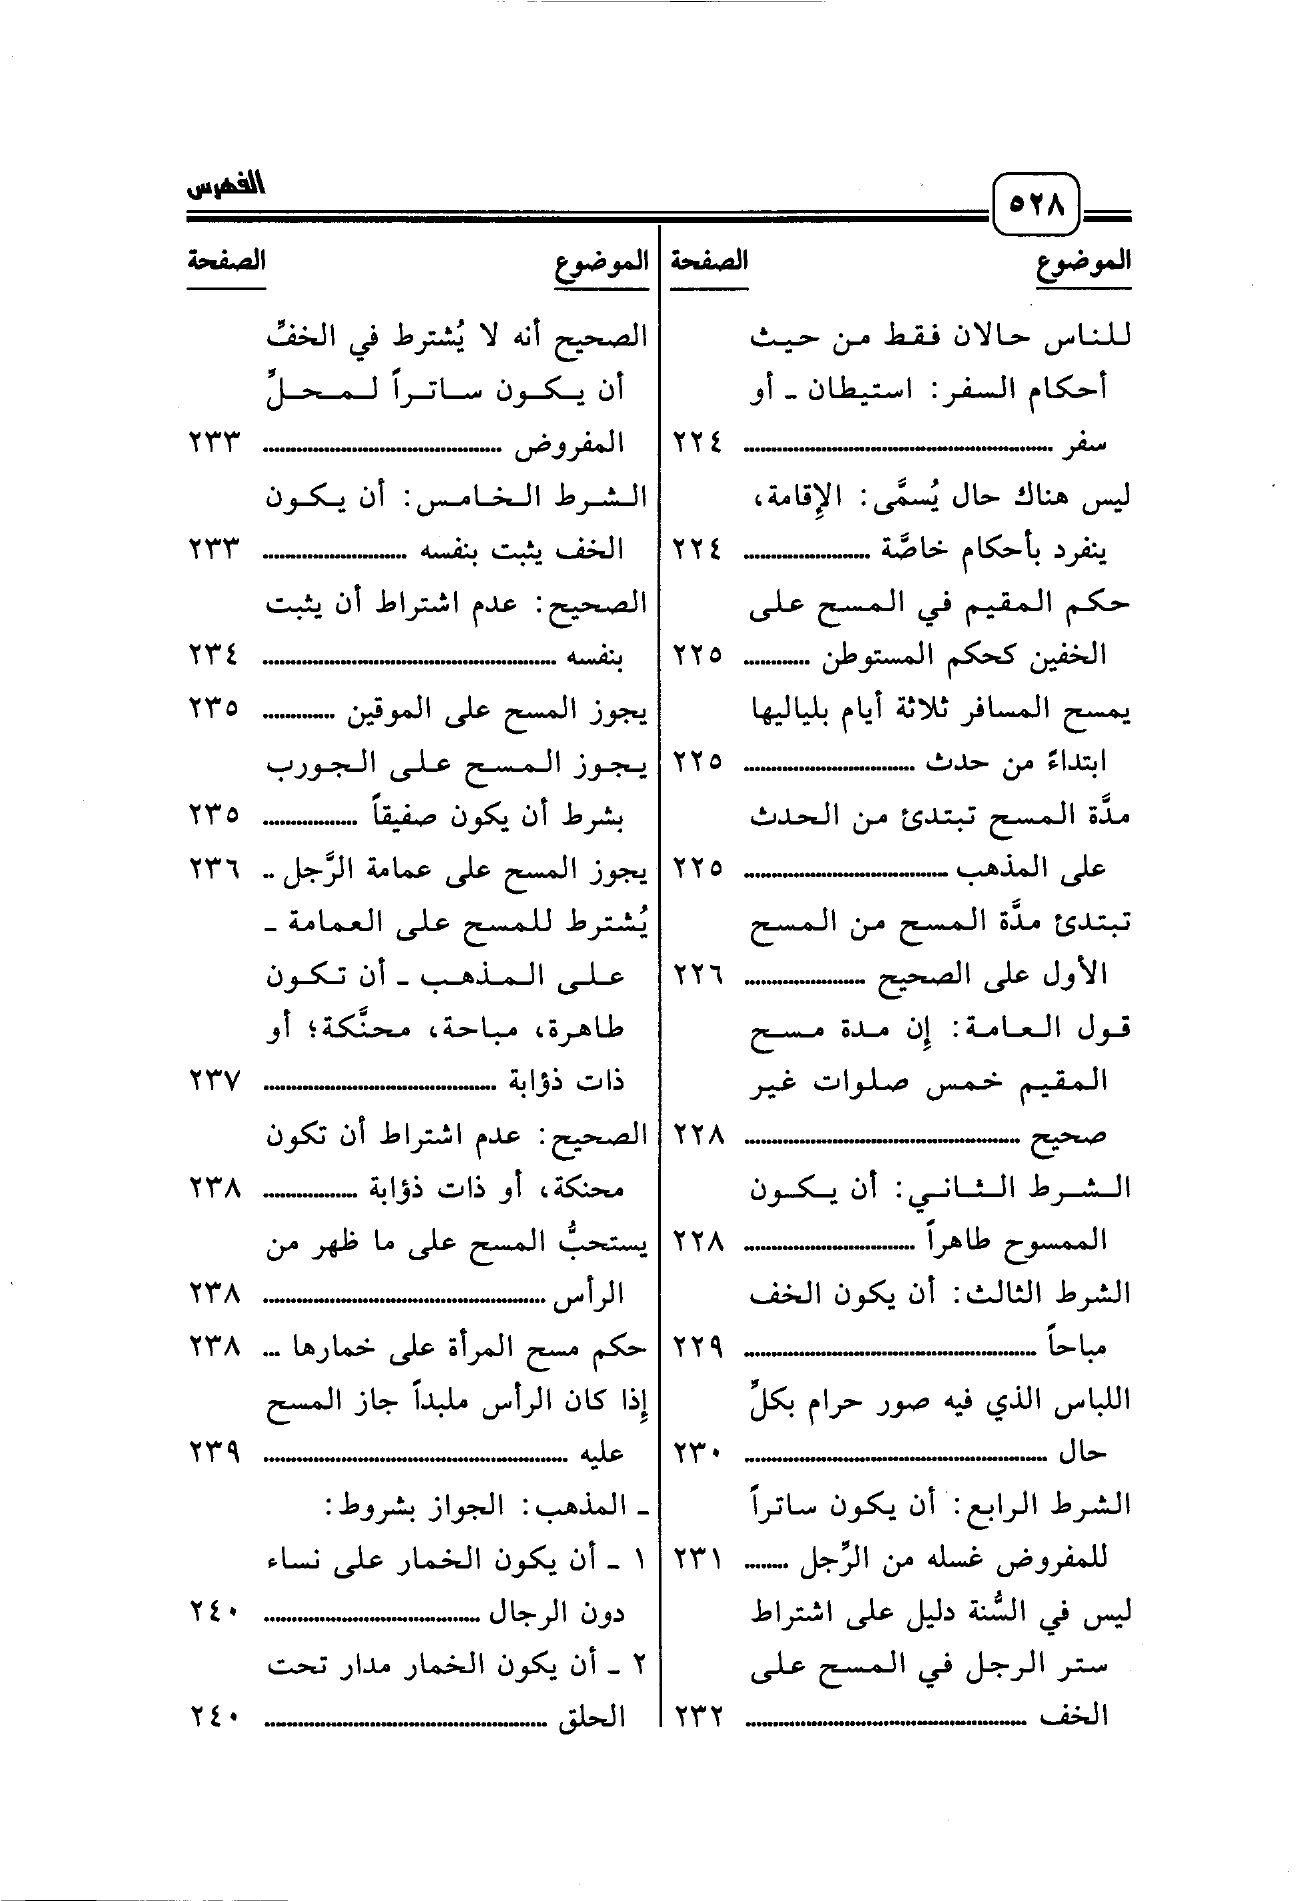 ٥٢٨
الفهرس
الموضوع الصفحة
للناس حالان فقط من حيث
أحكام السفر: استيطان ـ أو
سفر ........ ٢٢٤
ليس هناك حال يُسمَّى: الإِقامة،
ينفرد بأحكام خاصَّة ........ ٢٢٤
حكم المقيم في المسح على
الخفين كحكم المستوطن ........ ٢٢٥
يمسح المسافر ثلاثة أيام بلياليها
ابتداءً من حدث ........ ٢٢٥
مدَّة المسح تبتدئ من الحدث
على المذهب ........ ٢٢٥
تبتدئ مدَّة المسح من المسح
الأول على الصحيح ........ ٢٢٦
قول العامة: إن مدة مسح
المقيم خمس صلوات غير
صحيح ........ ٢٢٨
الشرط الثاني: أن يكون
الممسوح طاهراً ........ ٢٢٨
الشرط الثالث: أن يكون الخف
مباحاً ........ ٢٢٩
اللباس الذي فيه صور حرام بكلِّ
حال ........ ٢٣٠
الشرط الرابع: أن يكون ساتراً
للمفروض غسله من الرِّجل ........ ٢٣١
ليس في السُّنة دليل على اشتراط
ستر الرجل في المسح على
الخف ........ ٢٣٢
الموضوع الصفحة
الصحيح أنه لا يُشترط في الخفِّ
أن يكون ساتراً لمحلِّ
المفروض ........ ٢٣٣
الشرط الخامس: أن يكون
الخف يثبت بنفسه ........ ٢٣٣
الصحيح: عدم اشتراط أن يثبت
بنفسه ........ ٢٣٤
يجوز المسح على الموقين ........ ٢٣٥
يجوز المسح على الجورب
بشرط أن يكون صفيقاً ........ ٢٣٥
يجوز المسح على عمامة الرَّجل .. ٢٣٦
يُشترط للمسح على العمامة ـ
على المذهب ـ أن تكون
طاهرة، مباحة، محنَّكة؛ أو
ذات ذؤابة ........ ٢٣٧
الصحيح: عدم اشتراط أن تكون
محنكة، أو ذات ذؤابة ........ ٢٣٨
يستحبُّ المسح على ما ظهر من
الرأس ........ ٢٣٨
حكم مسح المرأة على خمارها ... ٢٣٨
إِذا كان الرأس ملبداً جاز المسح
عليه ........ ٢٣٩
ـ المذهب: الجواز بشروط:
١ ـ أن يكون الخمار على نساء
دون الرجال ........ ٢٤٠
٢ ـ أن يكون الخمار مدار تحت
الحلق ........ ٢٤٠